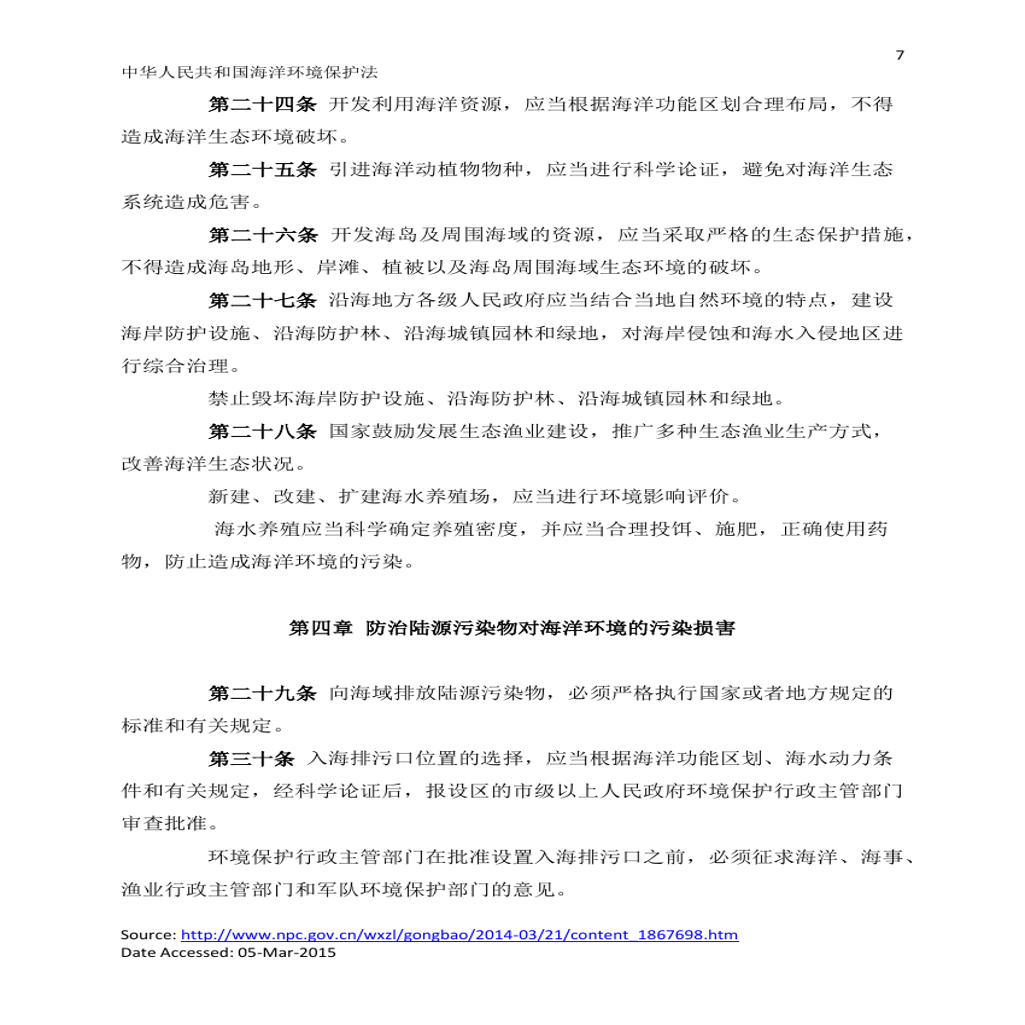 7
中华人民共和国海洋环境保护法
第二十四条 开发利用海洋资源，应当根据海洋功能区划合理布局，不得
造成海洋生态环境破坏。
第二十五条 引进海洋动植物物种，应当进行科学论证，避免对海洋生态
系统造成危害。
第二十六条 开发海岛及周围海域的资源，应当采取严格的生态保护措施，
不得造成海岛地形、岸滩、植被以及海岛周围海域生态环境的破坏。
第二十七条 沿海地方各级人民政府应当结合当地自然环境的特点，建设
海岸防护设施、沿海防护林、沿海城镇园林和绿地，对海岸侵蚀和海水入侵地区进
行综合治理。
禁止毁坏海岸防护设施、沿海防护林、沿海城镇园林和绿地。
第二十八条 国家鼓励发展生态渔业建设，推广多种生态渔业生产方式，
改善海洋生态状况。
新建、改建、扩建海水养殖场，应当进行环境影响评价。
海水养殖应当科学确定养殖密度，并应当合理投饵、施肥，正确使用药
物，防止造成海洋环境的污染。
第四章 防治陆源污染物对海洋环境的污染损害
第二十九条 向海域排放陆源污染物，必须严格执行国家或者地方规定的
标准和有关规定。
第三十条 入海排污口位置的选择，应当根据海洋功能区划、海水动力条
件和有关规定，经科学论证后，报设区的市级以上人民政府环境保护行政主管部门
审查批准。
环境保护行政主管部门在批准设置入海排污口之前，必须征求海洋、海事、
渔业行政主管部门和军队环境保护部门的意见。
Source: http://www.npc.gov.cn/wxzl/gongbao/2014-03/21/content_1867698.htm
Date Accessed: 05-Mar-2015